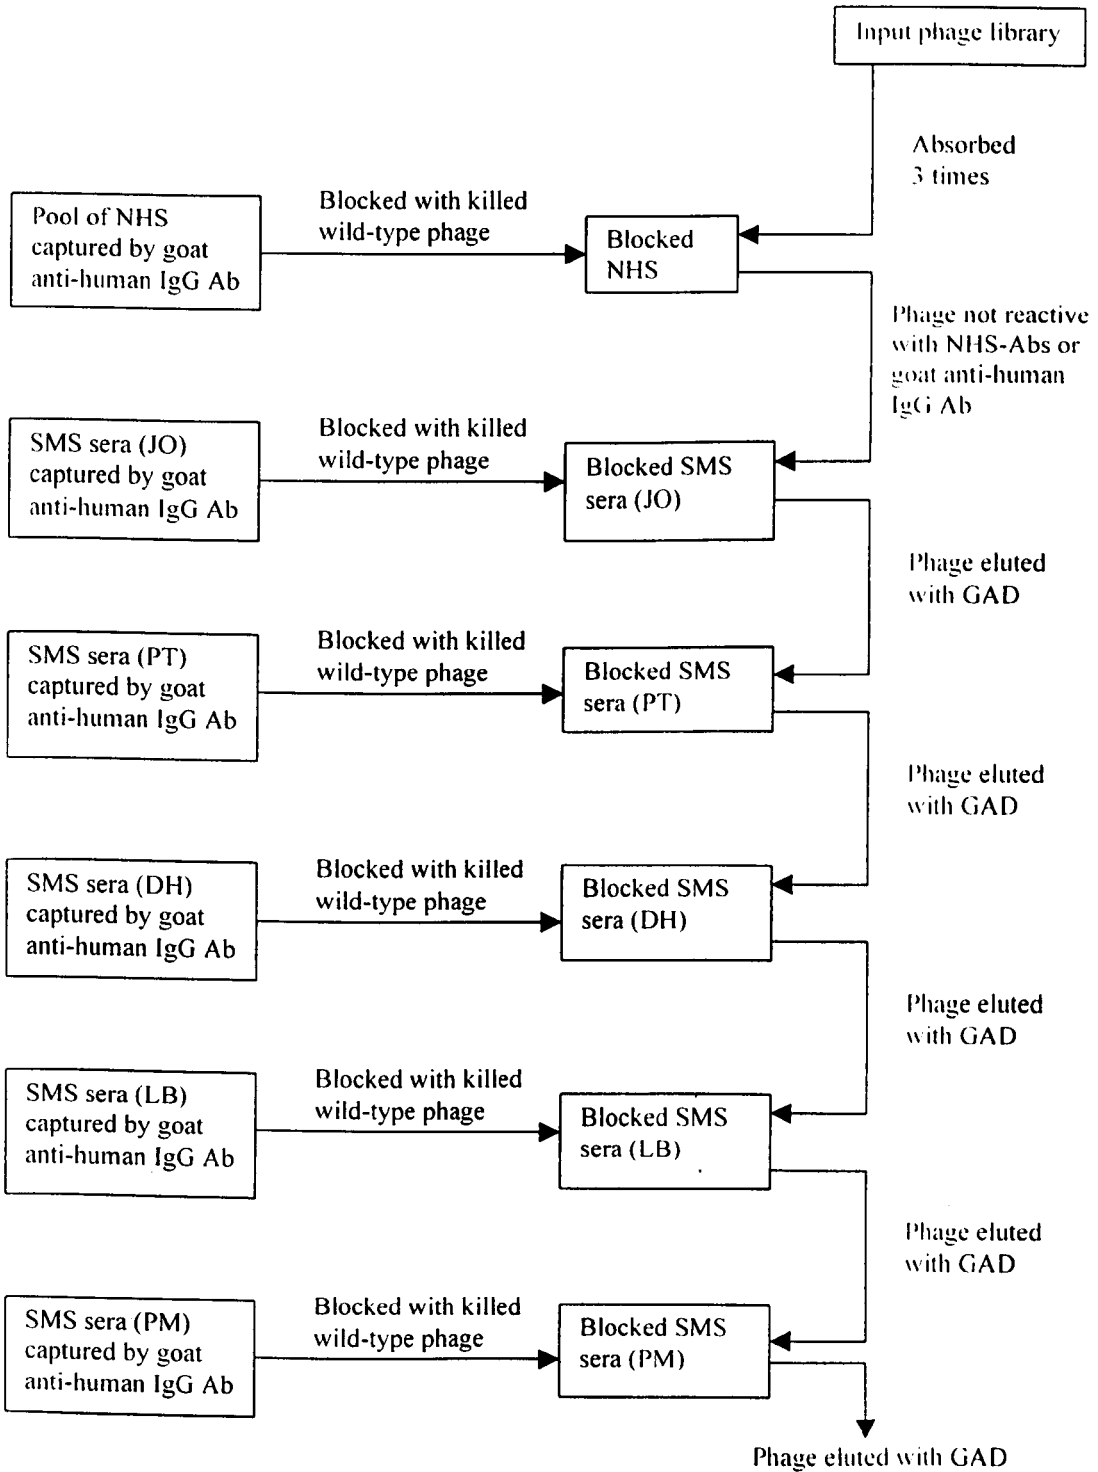 Input phage library
Absorbed
3 times
Pool of NHS
captured by goat
anti-human IgG Ab
Blocked with killed
wild-type phage
Blocked
NHS
Phage not reactive
with NHS-Abs or
goat anti-human
IgG Ab
SMS sera (JO)
captured by goat
anti-human IgG Ab
Blocked with killed
wild-type phage
Blocked SMS
sera (JO)
Phage eluted
with GAD
SMS sera (PT)
captured by goat
anti-human IgG Ab
Blocked with killed
wild-type phage
Blocked SMS
sera (PT)
Phage eluted
with GAD
SMS sera (DH)
captured by goat
anti-human IgG Ab
Blocked with killed
wild-type phage
Blocked SMS
sera (DH)
Phage eluted
with GAD
SMS sera (LB)
captured by goat
anti-human IgG Ab
Blocked with killed
wild-type phage
Blocked SMS
sera (LB)
Phage eluted
with GAD
SMS sera (PM)
captured by goat
anti-human IgG Ab
Blocked with killed
wild-type phage
Blocked SMS
sera (PM)
Phage eluted with GAD